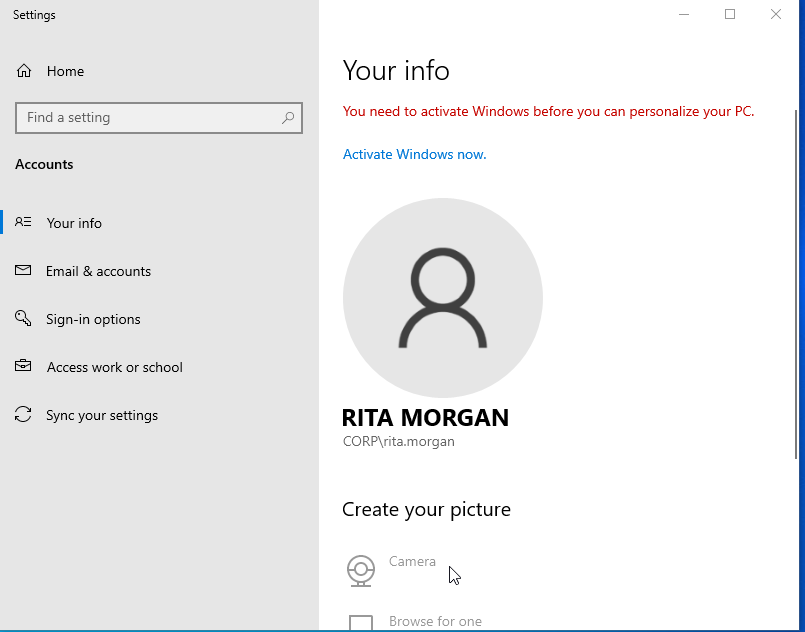 Settings
Home
Find a setting
Accounts
Your info
Email & accounts
Sign-in options
Access work or school
Sync your settings
Your info
You need to activate Windows before you can personalize your PC.
Activate Windows now.
RITA MORGAN
CORP\rita.morgan
Create your picture
Camera
Browse for one